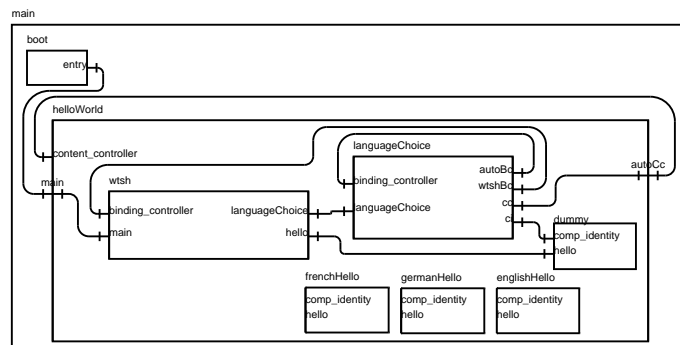 main
boot
entry
helloWorld
languageChoice
content_controller
autoBc
autoCc
binding_controller
wtshBc
main
wtsh
cc
binding_controller
languageChoice
languageChoice
ci
dummy
main
hello
comp_identity
hello
frenchHello
germanHello
englishHello
comp_identity
comp_identity
comp_identity
hello
hello
hello